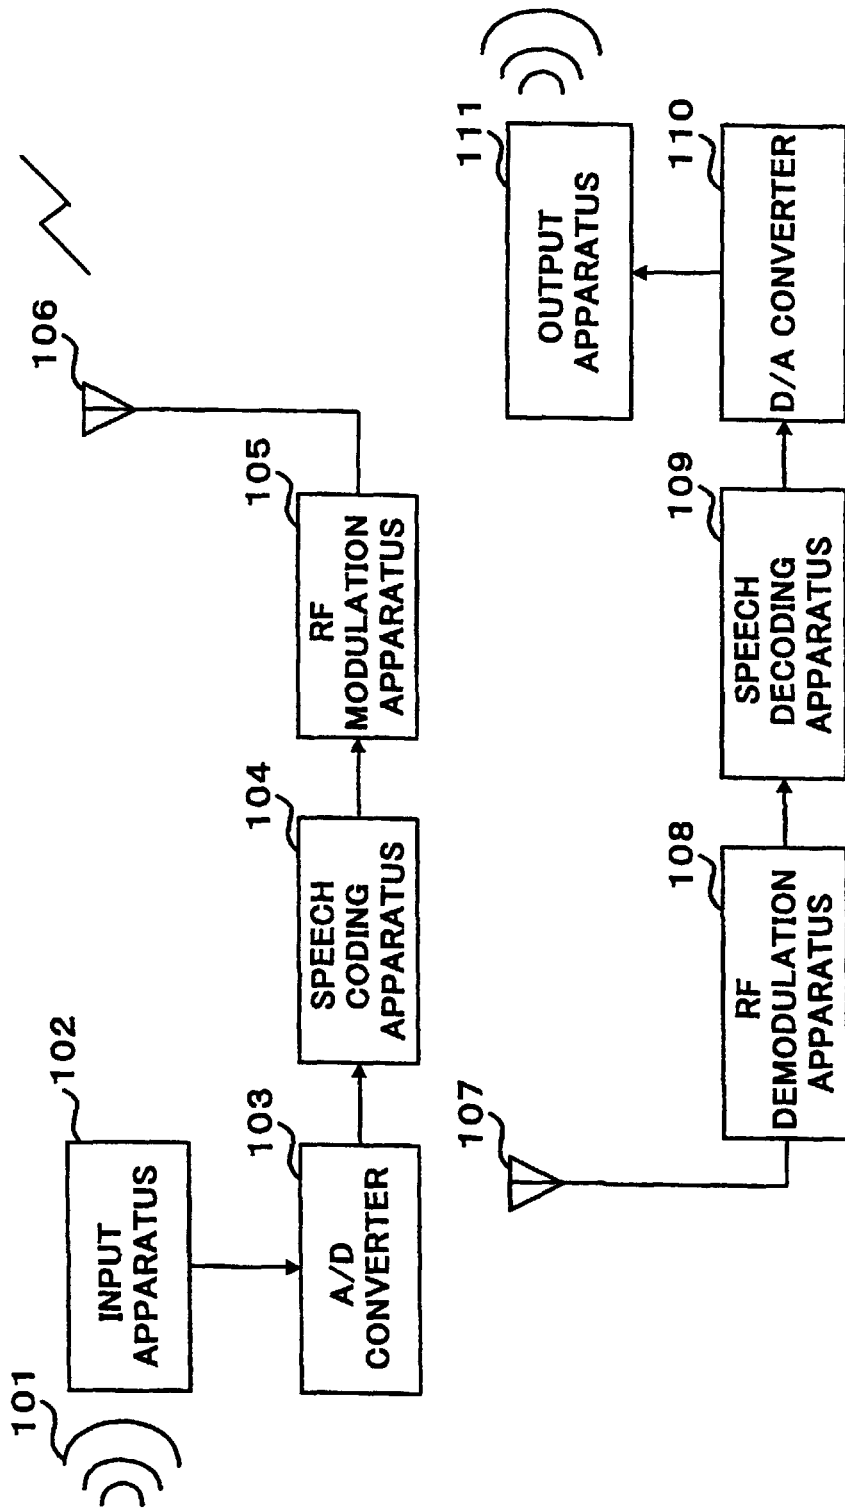 101
102
INPUT
APPARATUS
103
A/D
CONVERTER
104
SPEECH
CODING
APPARATUS
105
RF
MODULATION
APPARATUS
106
107
108
RF
DEMODULATION
APPARATUS
109
SPEECH
DECODING
APPARATUS
110
D/A CONVERTER
111
OUTPUT
APPARATUS